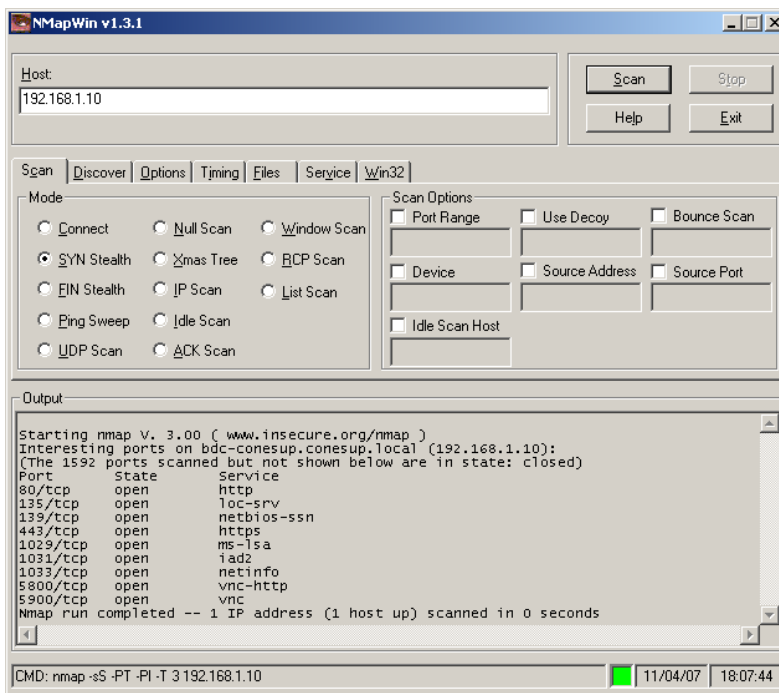 NMapWin v1.3.1
Host:
192.168.1.10
Scan Stop
Help Exit
Scan Discover Options Timing Files Service Win32
Mode
Connect Null Scan Window Scan
SYN Stealth Xmas Tree RCP Scan
FIN Stealth IP Scan List Scan
Ping Sweep Idle Scan
UDP Scan ACK Scan
Scan Options
Port Range Use Decoy Bounce Scan
Device Source Address Source Port
Idle Scan Host
Output
Starting nmap V. 3.00 ( www.insecure.org/nmap )
Interesting ports on bdc-conesup.conesup.local (192.168.1.10):
(The 1592 ports scanned but not shown below are in state: closed)
Port State Service
80/tcp open http
135/tcp open loc-srv
139/tcp open netbios-ssn
443/tcp open https
1029/tcp open ms-lsa
1031/tcp open iad2
1033/tcp open netinfo
5800/tcp open vnc-http
5900/tcp open vnc
Nmap run completed -- 1 IP address (1 host up) scanned in 0 seconds
CMD: nmap -sS -PT -PI -T 3 192.168.1.10 11/04/07 18:07:44